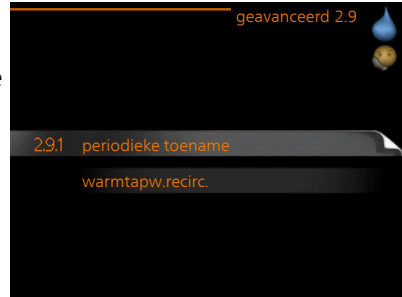 geavanceerd 2.9
e
2.9.1 periodieke toename
warmtapw.recirc.